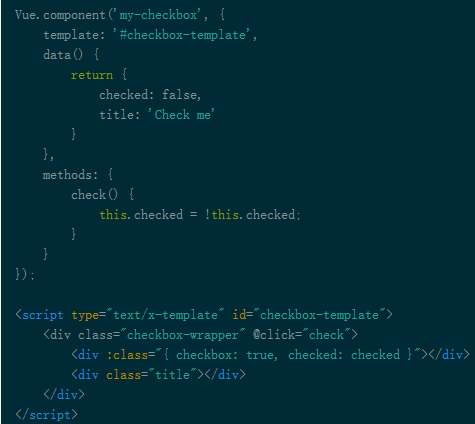 Vue.component('my-checkbox', {
    template: '#checkbox-template',
    data() {
        return {
            checked: false,
            title: 'Check me'
        }
    },
    methods: {
        check() {
            this.checked = !this.checked;
        }
    }
});

<script type="text/x-template" id="checkbox-template">
    <div class="checkbox-wrapper" @click="check">
        <div :class="{ checkbox: true, checked: checked }"></div>
        <div class="title"></div>
    </div>
</script>